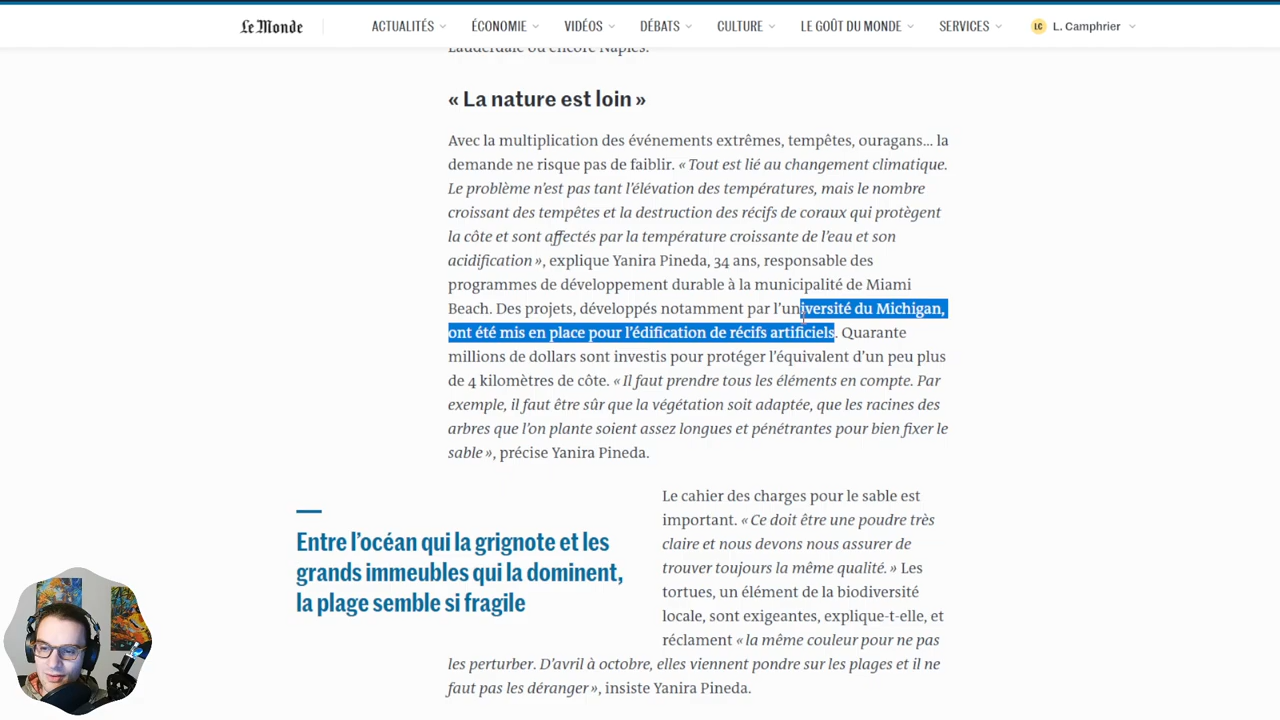 Le Monde
ACTUALITÉS
ÉCONOMIE
VIDÉOS
DÉBATS
CULTURE
LE GOÛT DU MONDE
SERVICES
LC
L. Camphrier
Lauderdale ou encore Naples.
« La nature est loin »
Avec la multiplication des événements extrêmes, tempêtes, ouragans… la
demande ne risque pas de faiblir. « Tout est lié au changement climatique.
Le problème n’est pas tant l’élévation des températures, mais le nombre
croissant des tempêtes et la destruction des récifs de coraux qui protègent
la côte et sont affectés par la température croissante de l’eau et son
acidification », explique Yanira Pineda, 34 ans, responsable des
programmes de développement durable à la municipalité de Miami
Beach. Des projets, développés notamment par l’université du Michigan,
ont été mis en place pour l’édification de récifs artificiels. Quarante
millions de dollars sont investis pour protéger l’équivalent d’un peu plus
de 4 kilomètres de côte. « Il faut prendre tous les éléments en compte. Par
exemple, il faut être sûr que la végétation soit adaptée, que les racines des
arbres que l’on plante soient assez longues et pénétrantes pour bien fixer le
sable », précise Yanira Pineda.
Entre l’océan qui la grignote et les
grands immeubles qui la dominent,
la plage semble si fragile
Le cahier des charges pour le sable est
important. « Ce doit être une poudre très
claire et nous devons nous assurer de
trouver toujours la même qualité. » Les
tortues, un élément de la biodiversité
locale, sont exigeantes, explique-t-elle, et
réclament « la même couleur pour ne pas
les perturber. D’avril à octobre, elles viennent pondre sur les plages et il ne
faut pas les déranger », insiste Yanira Pineda.